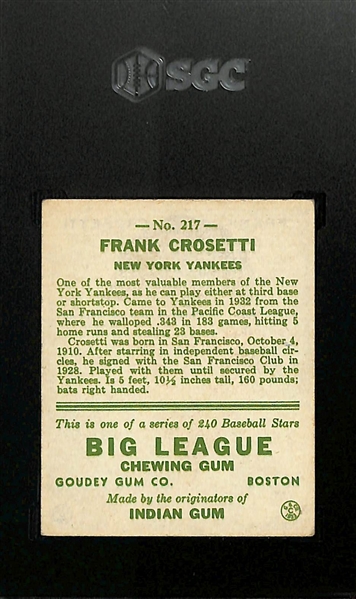 SGC
— No. 217 —
FRANK CROSETTI
NEW YORK YANKEES
One of the most valuable members of the New
York Yankees, as he can play either at third base
or shortstop. Came to Yankees in 1932 from the
San Francisco team in the Pacific Coast League,
where he walloped .343 in 183 games, hitting 5
home runs and stealing 23 bases.
Crosetti was born in San Francisco, October 4,
1910. After starring in independent baseball cir-
cles, he signed with the San Francisco Club in
1928. Played with them until secured by the
Yankees. Is 5 feet, 10½ inches tall, 160 pounds;
bats right handed.
This is one of a series of 240 Baseball Stars
BIG LEAGUE
CHEWING GUM
GOUDEY GUM CO. BOSTON
Made by the originators of
INDIAN GUM